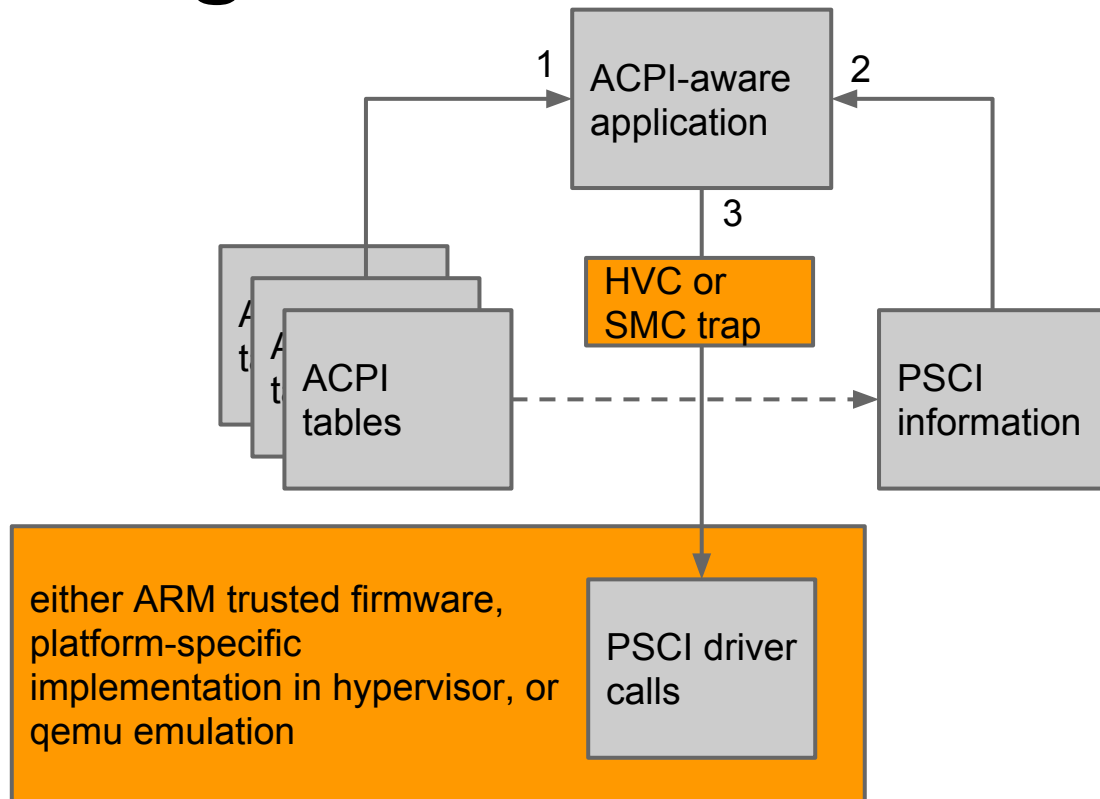 1
ACPI-aware
application
2
3
HVC or
SMC trap
ACPI
tables
PSCI
information
either ARM trusted firmware,
platform-specific
implementation in hypervisor, or
qemu emulation
PSCI driver
calls